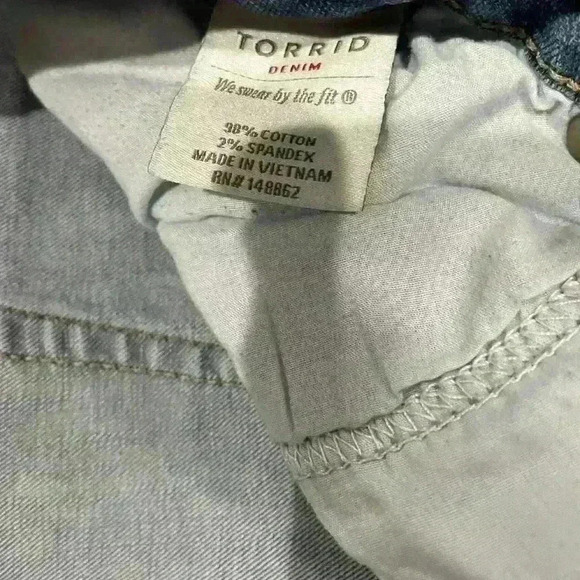 TORRID
DENIM
We swear by the fit ®
98% COTTON
2% SPANDEX
MADE IN VIETNAM
RN# 148862